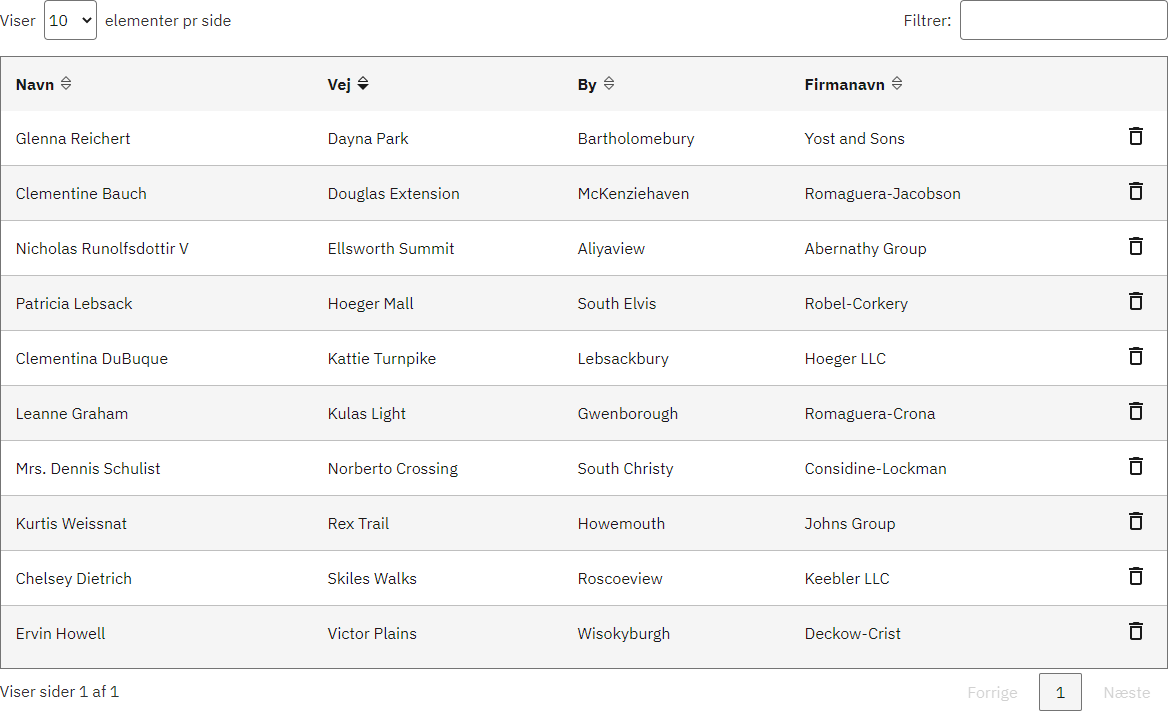 Viser 10 elementer pr side Filtrer:
Navn Vej By Firmanavn
Glenna Reichert Dayna Park Bartholomebury Yost and Sons
Clementine Bauch Douglas Extension McKenziehaven Romaguera-Jacobson
Nicholas Runolfsdottir V Ellsworth Summit Aliyaview Abernathy Group
Patricia Lebsack Hoeger Mall South Elvis Robel-Corkery
Clementina DuBuque Kattie Turnpike Lebsackbury Hoeger LLC
Leanne Graham Kulas Light Gwenborough Romaguera-Crona
Mrs. Dennis Schulist Norberto Crossing South Christy Considine-Lockman
Kurtis Weissnat Rex Trail Howemouth Johns Group
Chelsey Dietrich Skiles Walks Roscoeview Keebler LLC
Ervin Howell Victor Plains Wisokyburgh Deckow-Crist
Viser sider 1 af 1 Forrige 1 Næste